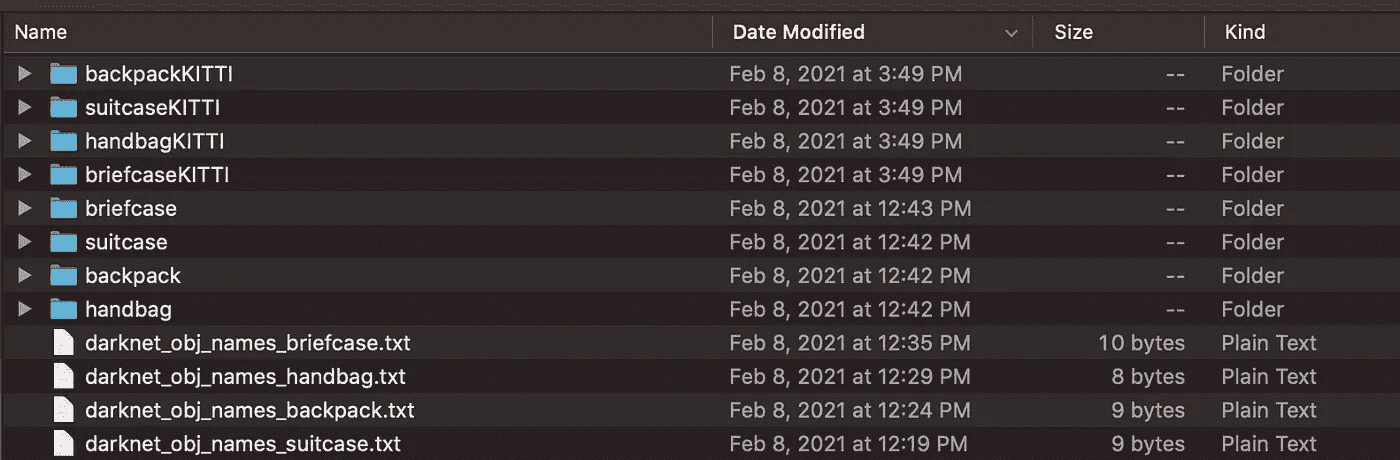 Name Date Modified Size Kind
backpackKITTI Feb 8, 2021 at 3:49 PM -- Folder
suitcaseKITTI Feb 8, 2021 at 3:49 PM -- Folder
handbagKITTI Feb 8, 2021 at 3:49 PM -- Folder
briefcaseKITTI Feb 8, 2021 at 3:49 PM -- Folder
briefcase Feb 8, 2021 at 12:43 PM -- Folder
suitcase Feb 8, 2021 at 12:42 PM -- Folder
backpack Feb 8, 2021 at 12:42 PM -- Folder
handbag Feb 8, 2021 at 12:42 PM -- Folder
darknet_obj_names_briefcase.txt Feb 8, 2021 at 12:35 PM 10 bytes Plain Text
darknet_obj_names_handbag.txt Feb 8, 2021 at 12:29 PM 8 bytes Plain Text
darknet_obj_names_backpack.txt Feb 8, 2021 at 12:24 PM 9 bytes Plain Text
darknet_obj_names_suitcase.txt Feb 8, 2021 at 12:19 PM 9 bytes Plain Text